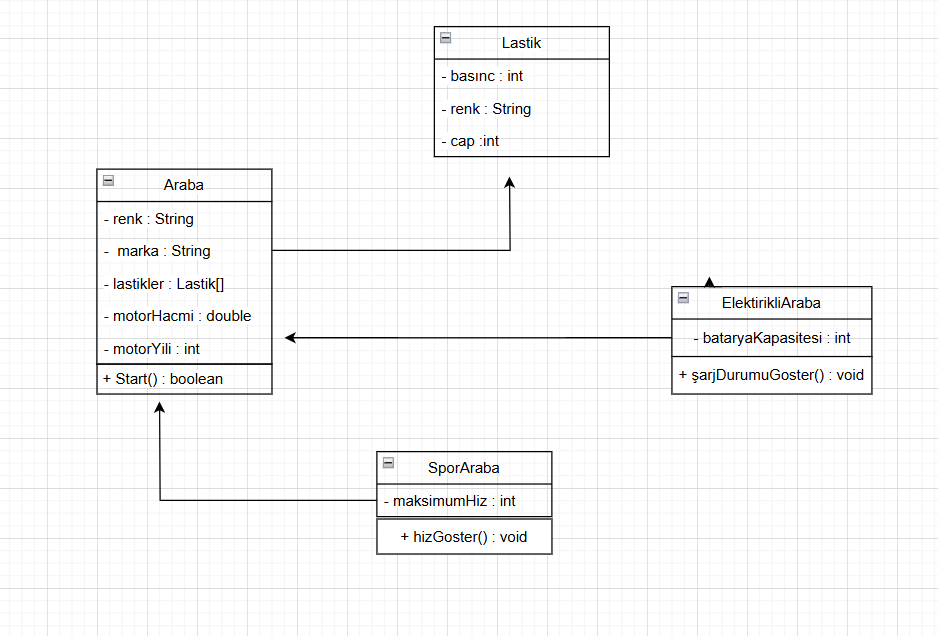 Lastik
- basınc : int
- renk : String
- cap :int
Araba
- renk : String
- marka : String
- lastikler : Lastik[]
- motorHacmi : double
- motorYili : int
+ Start() : boolean
ElektirikliAraba
- bataryaKapasitesi : int
+ şarjDurumuGoster() : void
SporAraba
- maksimumHiz : int
+ hizGoster() : void